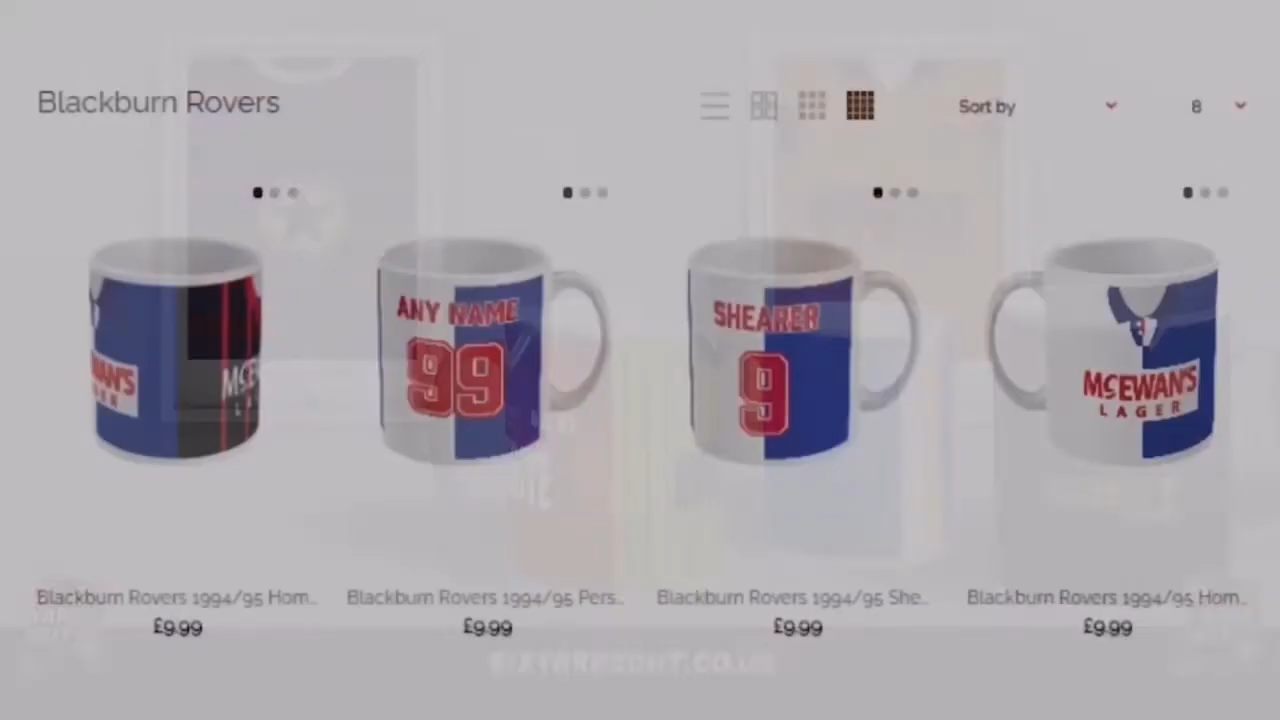 Blackburn Rovers
Sort by
8
ANY NAME
99
SHEARER
9
McEWAN'S
LAGER
Blackburn Rovers 1994/95 Hom...
£9.99
Blackburn Rovers 1994/95 Pers...
£9.99
Blackburn Rovers 1994/95 She...
£9.99
Blackburn Rovers 1994/95 Hom...
£9.99